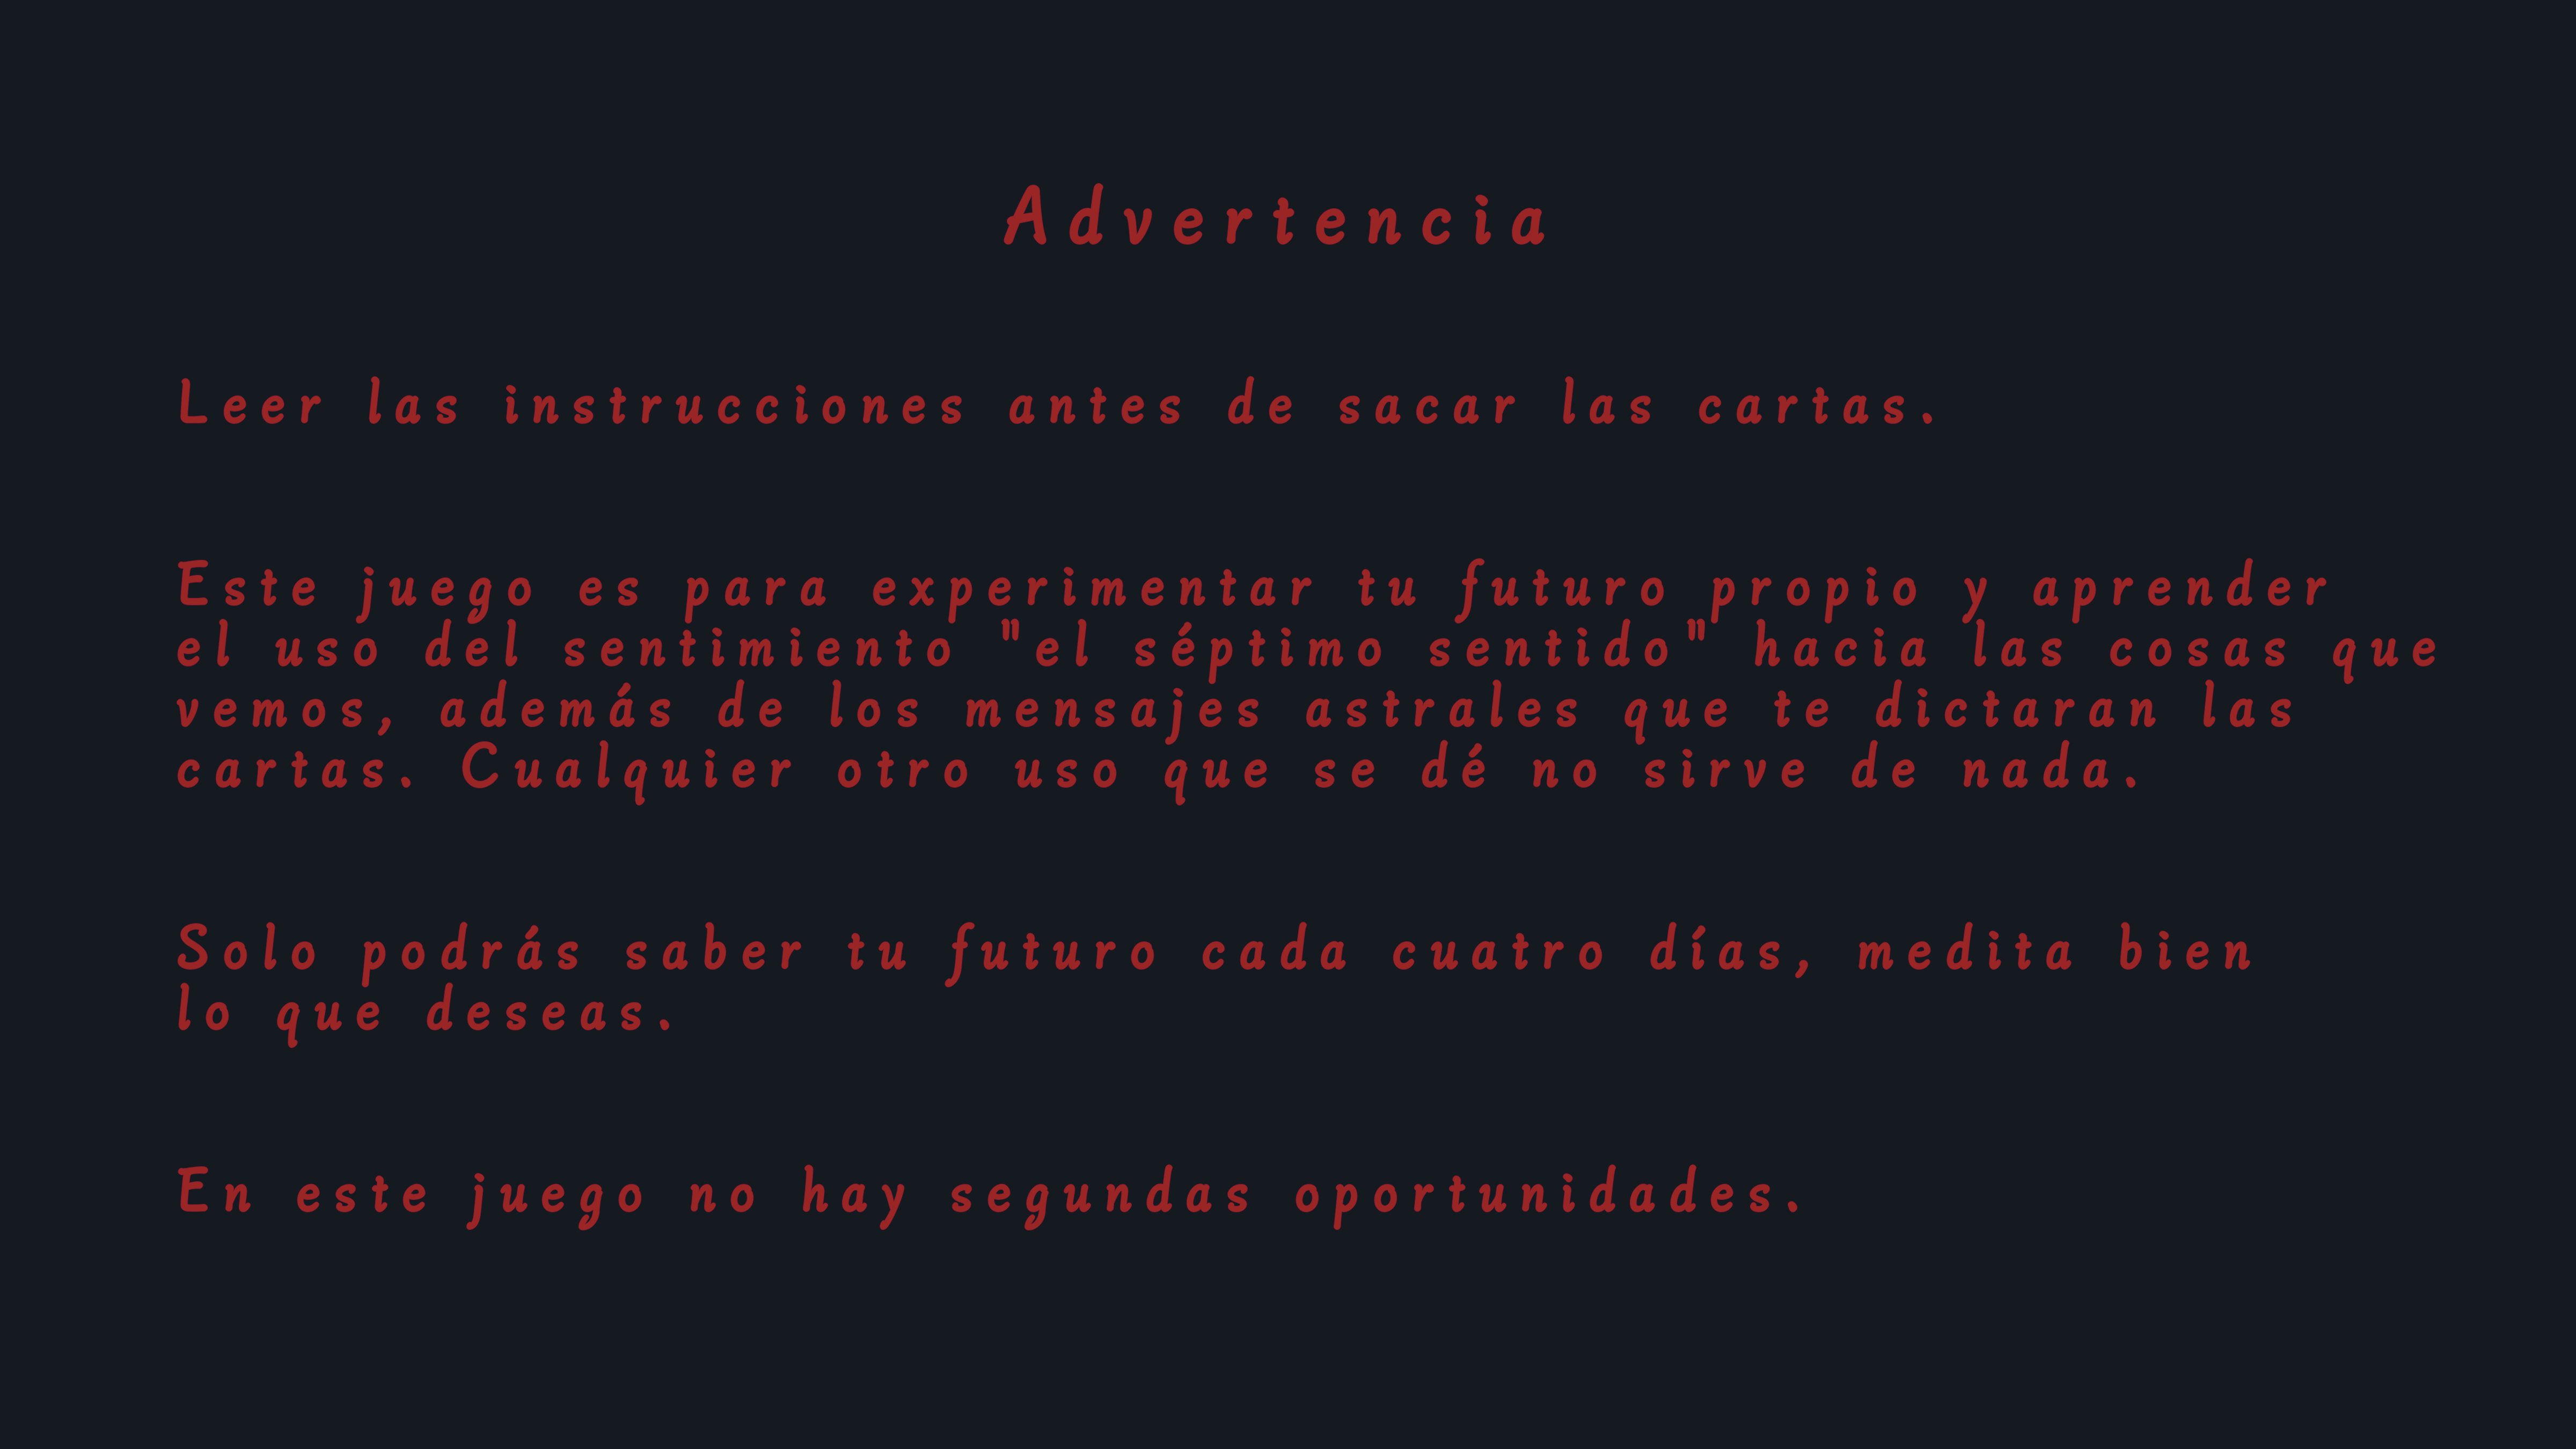 Advertencia
Leer las instrucciones antes de sacar las cartas.
Este juego es para experimentar tu futuro propio y aprender
el uso del sentimiento "el séptimo sentido" hacia las cosas que
vemos, además de los mensajes astrales que te dictaran las
cartas. Cualquier otro uso que se dé no sirve de nada.
Solo podrás saber tu futuro cada cuatro días, medita bien
lo que deseas.
En este juego no hay segundas oportunidades.